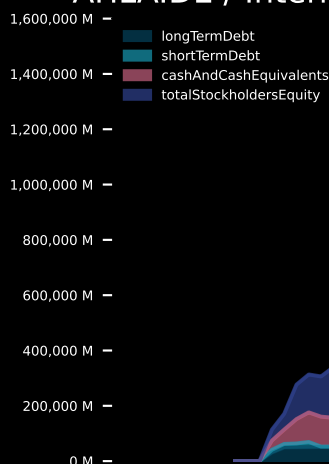 1,600,000 M
longTermDebt
1,400,000 M
shortTermDebt
cashAndCashEquivalents
totalStockholdersEquity
1,200,000 M
1,000,000 M
800,000 M
600,000 M
400,000 M
200,000 M
0 M